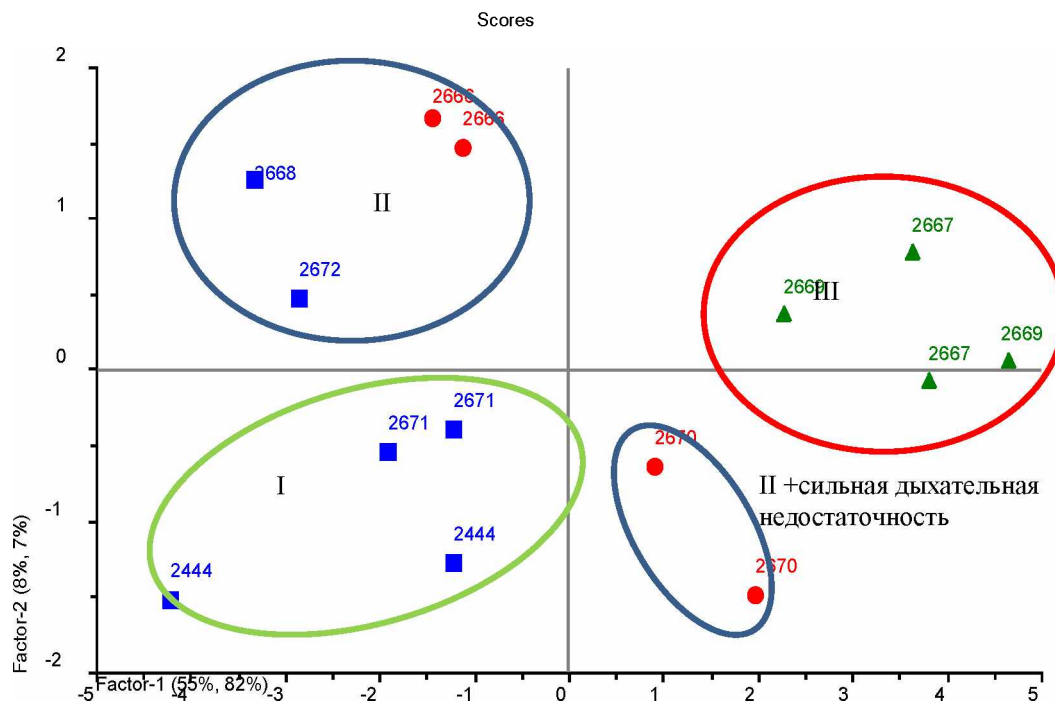 Scores
2
2666
2666
2668
II
1
2667
2672
2669
III
2669
0
2667
2671
2671
2670
I
II +сильная дыхательная
недостаточность
-1
2444
2444
2670
Factor-2 (8%, 7%)
-2
Factor-1 (55%, 82%)
-5 -4 -3 -2 -1 0 1 2 3 4 5